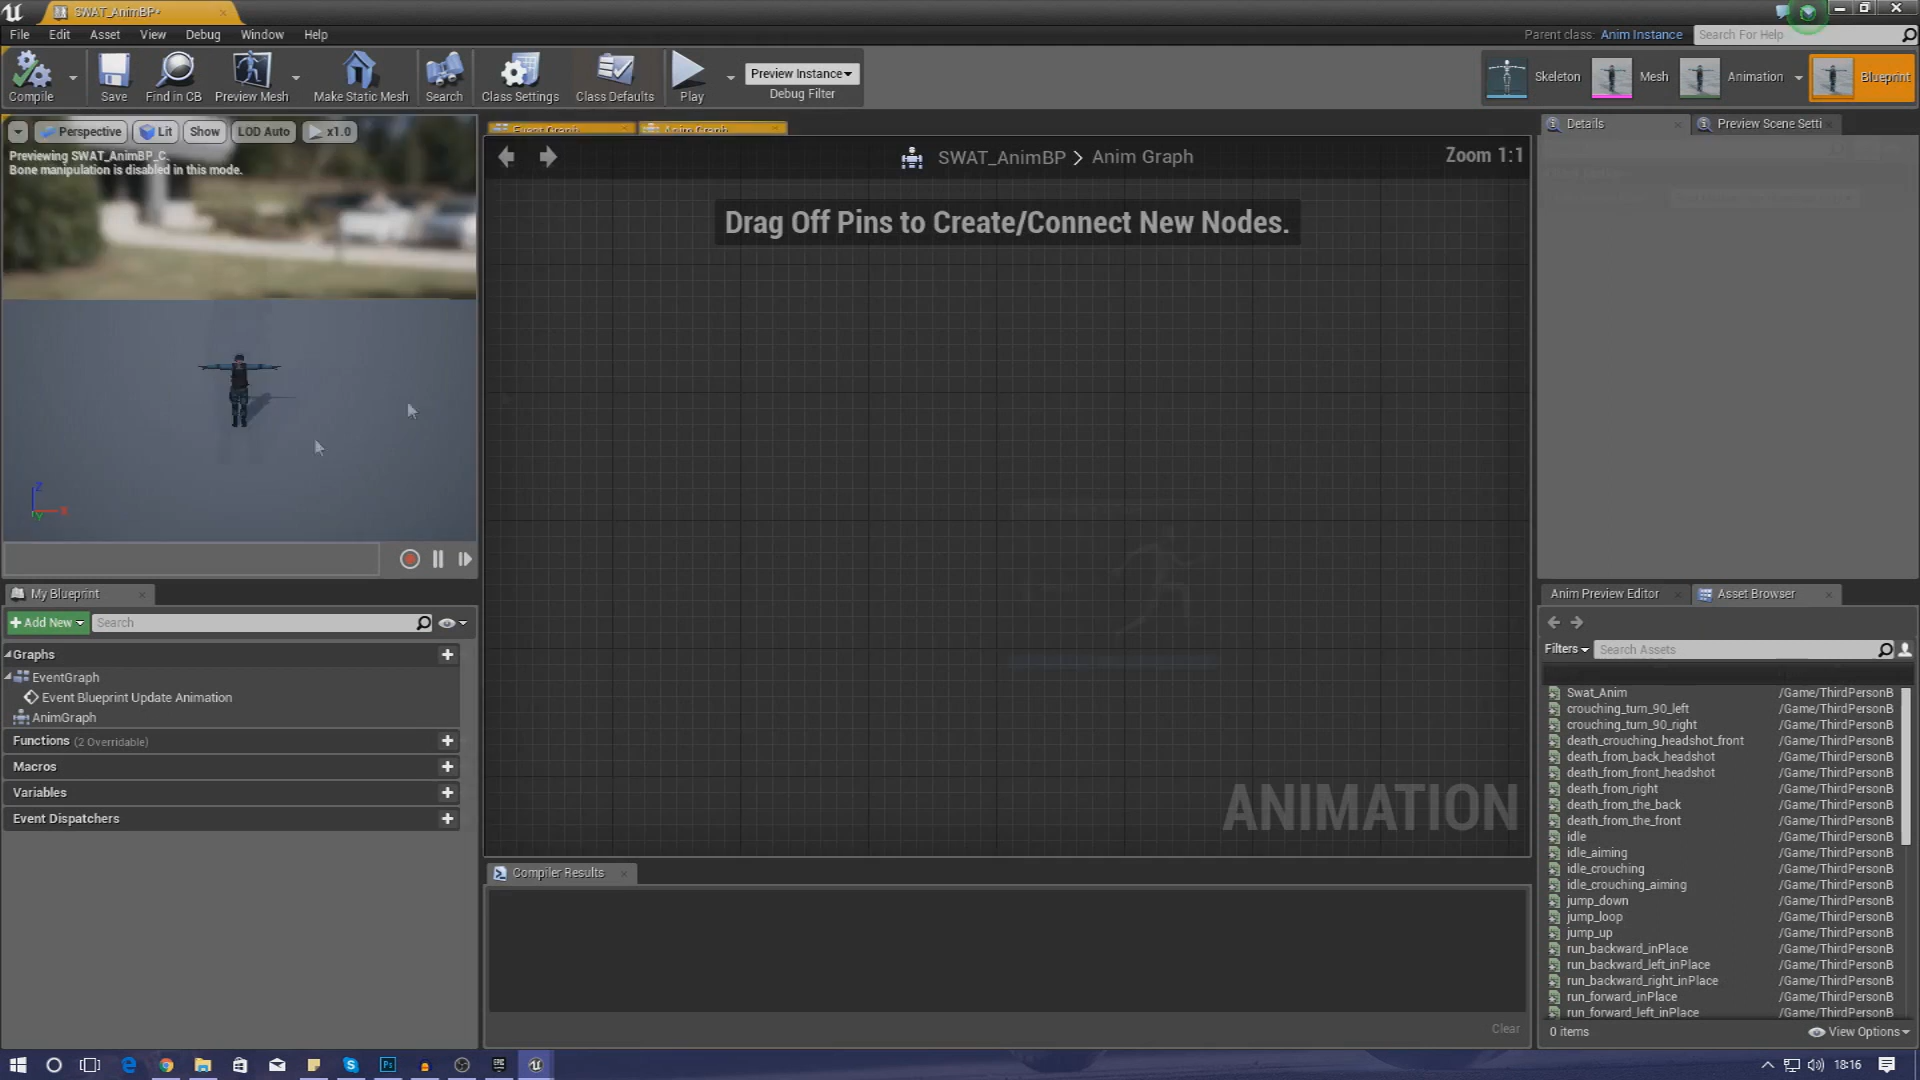 SWAT_AnimBP*
File Edit Asset View Debug Window Help
Parent class: Anim Instance
Search For Help
Compile
Save
Find in CB
Preview Mesh
Make Static Mesh
Search
Class Settings
Class Defaults
Play
Preview Instance
Debug Filter
Skeleton
Mesh
Animation
Blueprint
Perspective
Lit
Show
LOD Auto
x1.0
Previewing SWAT_AnimBP_C.
Bone manipulation is disabled in this mode.
Z
X
Y
Event Graph
Anim Graph
SWAT_AnimBP > Anim Graph
Zoom 1:1
Drag Off Pins to Create/Connect New Nodes.
ANIMATION
Details
Preview Scene Setti
My Blueprint
Add New
Search
Graphs
EventGraph
Event Blueprint Update Animation
AnimGraph
Functions (2 Overridable)
Macros
Variables
Event Dispatchers
Compiler Results
Clear
Anim Preview Editor
Asset Browser
Filters
Search Assets
Swat_Anim /Game/ThirdPersonB
crouching_turn_90_left /Game/ThirdPersonB
crouching_turn_90_right /Game/ThirdPersonB
death_crouching_headshot_front /Game/ThirdPersonB
death_from_back_headshot /Game/ThirdPersonB
death_from_front_headshot /Game/ThirdPersonB
death_from_right /Game/ThirdPersonB
death_from_the_back /Game/ThirdPersonB
death_from_the_front /Game/ThirdPersonB
idle /Game/ThirdPersonB
idle_aiming /Game/ThirdPersonB
idle_crouching /Game/ThirdPersonB
idle_crouching_aiming /Game/ThirdPersonB
jump_down /Game/ThirdPersonB
jump_loop /Game/ThirdPersonB
jump_up /Game/ThirdPersonB
run_backward_inPlace /Game/ThirdPersonB
run_backward_left_inPlace /Game/ThirdPersonB
run_backward_right_inPlace /Game/ThirdPersonB
run_forward_inPlace /Game/ThirdPersonB
run_forward_left_inPlace /Game/ThirdPersonB
0 items
View Options
18:16